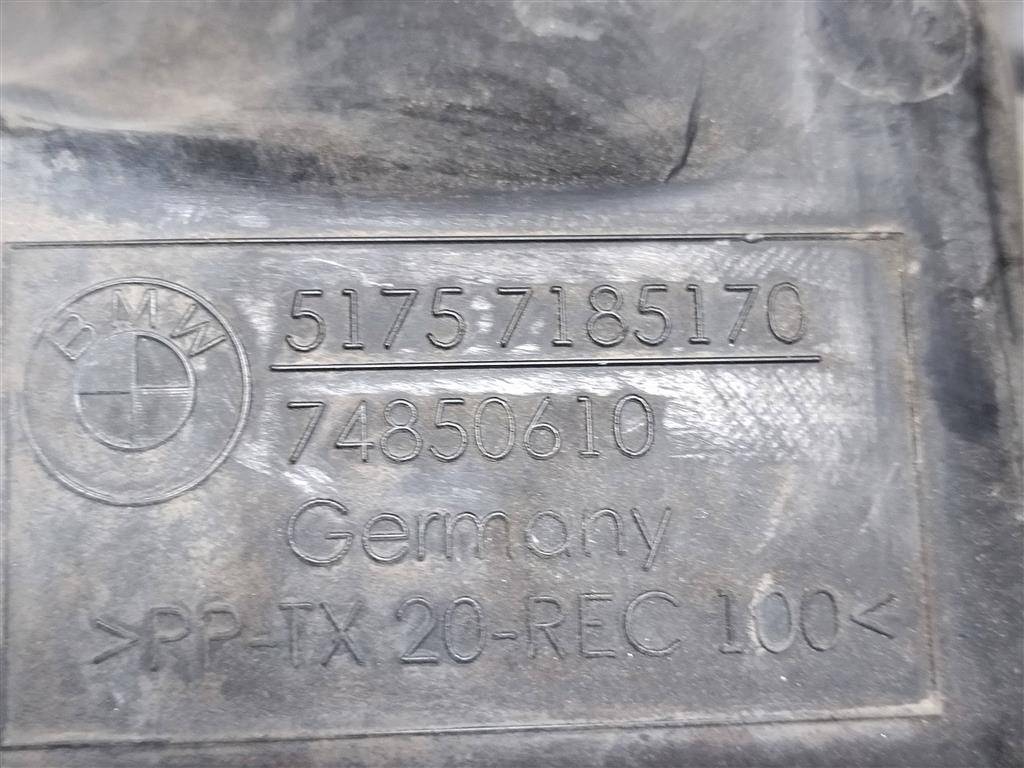 BMW
5175 7185170
74850610
Germany
>PP-TX 20-REC 100<